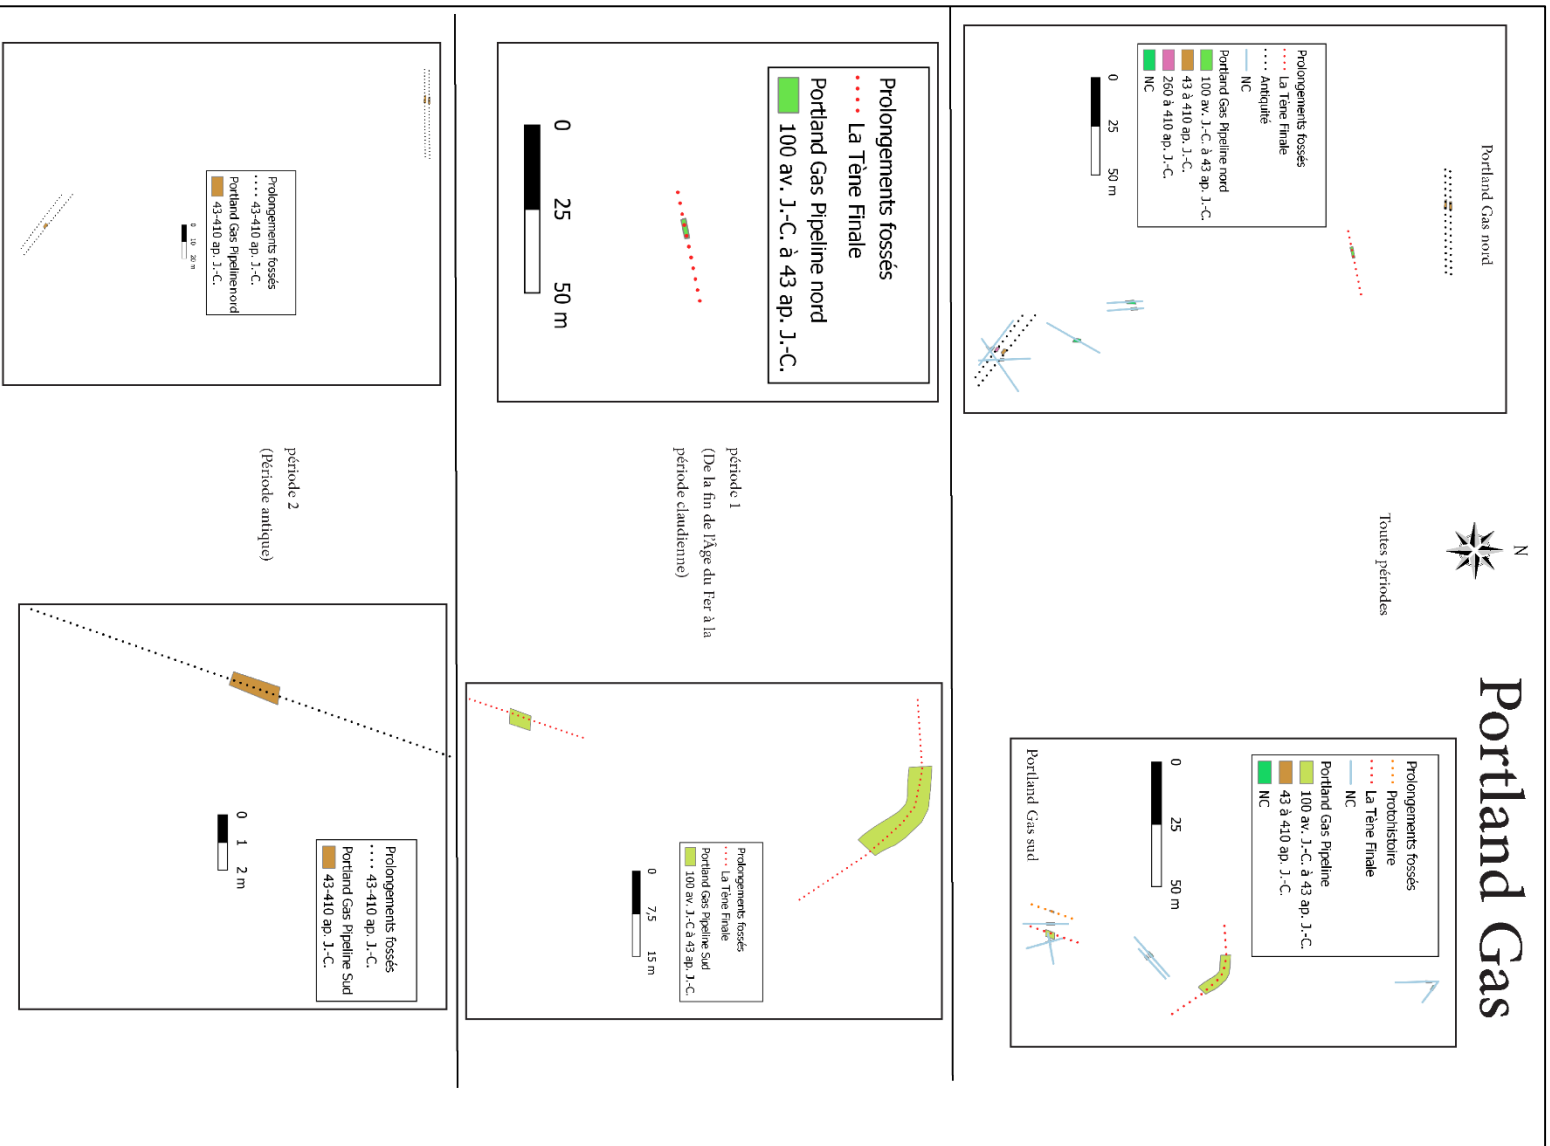 Portland Gas
N
Toutes périodes
Portland Gas nord
Prolongements fossés
La Tène Finale
Antiquité
NC
Portland Gas Pipeline nord
100 av. J.-C. à 43 ap. J.-C.
43 à 410 ap. J.-C.
260 à 410 ap. J.-C.
NC
0 25 50 m
Prolongements fossés
Protohistoire
La Tène Finale
NC
Portland Gas Pipeline
100 av. J.-C. à 43 ap. J.-C.
43 à 410 ap. J.-C.
NC
0 25 50 m
Portland Gas sud
Prolongements fossés
La Tène Finale
Portland Gas Pipeline nord
100 av. J.-C. à 43 ap. J.-C.
0 25 50 m
période 1
(De la fin de l'Âge du Fer à la
période claudienne)
Prolongements fossés
La Tène Finale
Portland Gas Pipeline Sud
100 av. J.-C à 43 ap. J.-C.
0 7,5 15 m
Prolongements fossés
43-410 ap. J.-C.
Portland Gas Pipelinenord
43-410 ap. J.-C.
0 10 20 m
période 2
(Période antique)
Prolongements fossés
43-410 ap. J.-C.
Portland Gas Pipeline Sud
43-410 ap. J.-C.
0 1 2 m